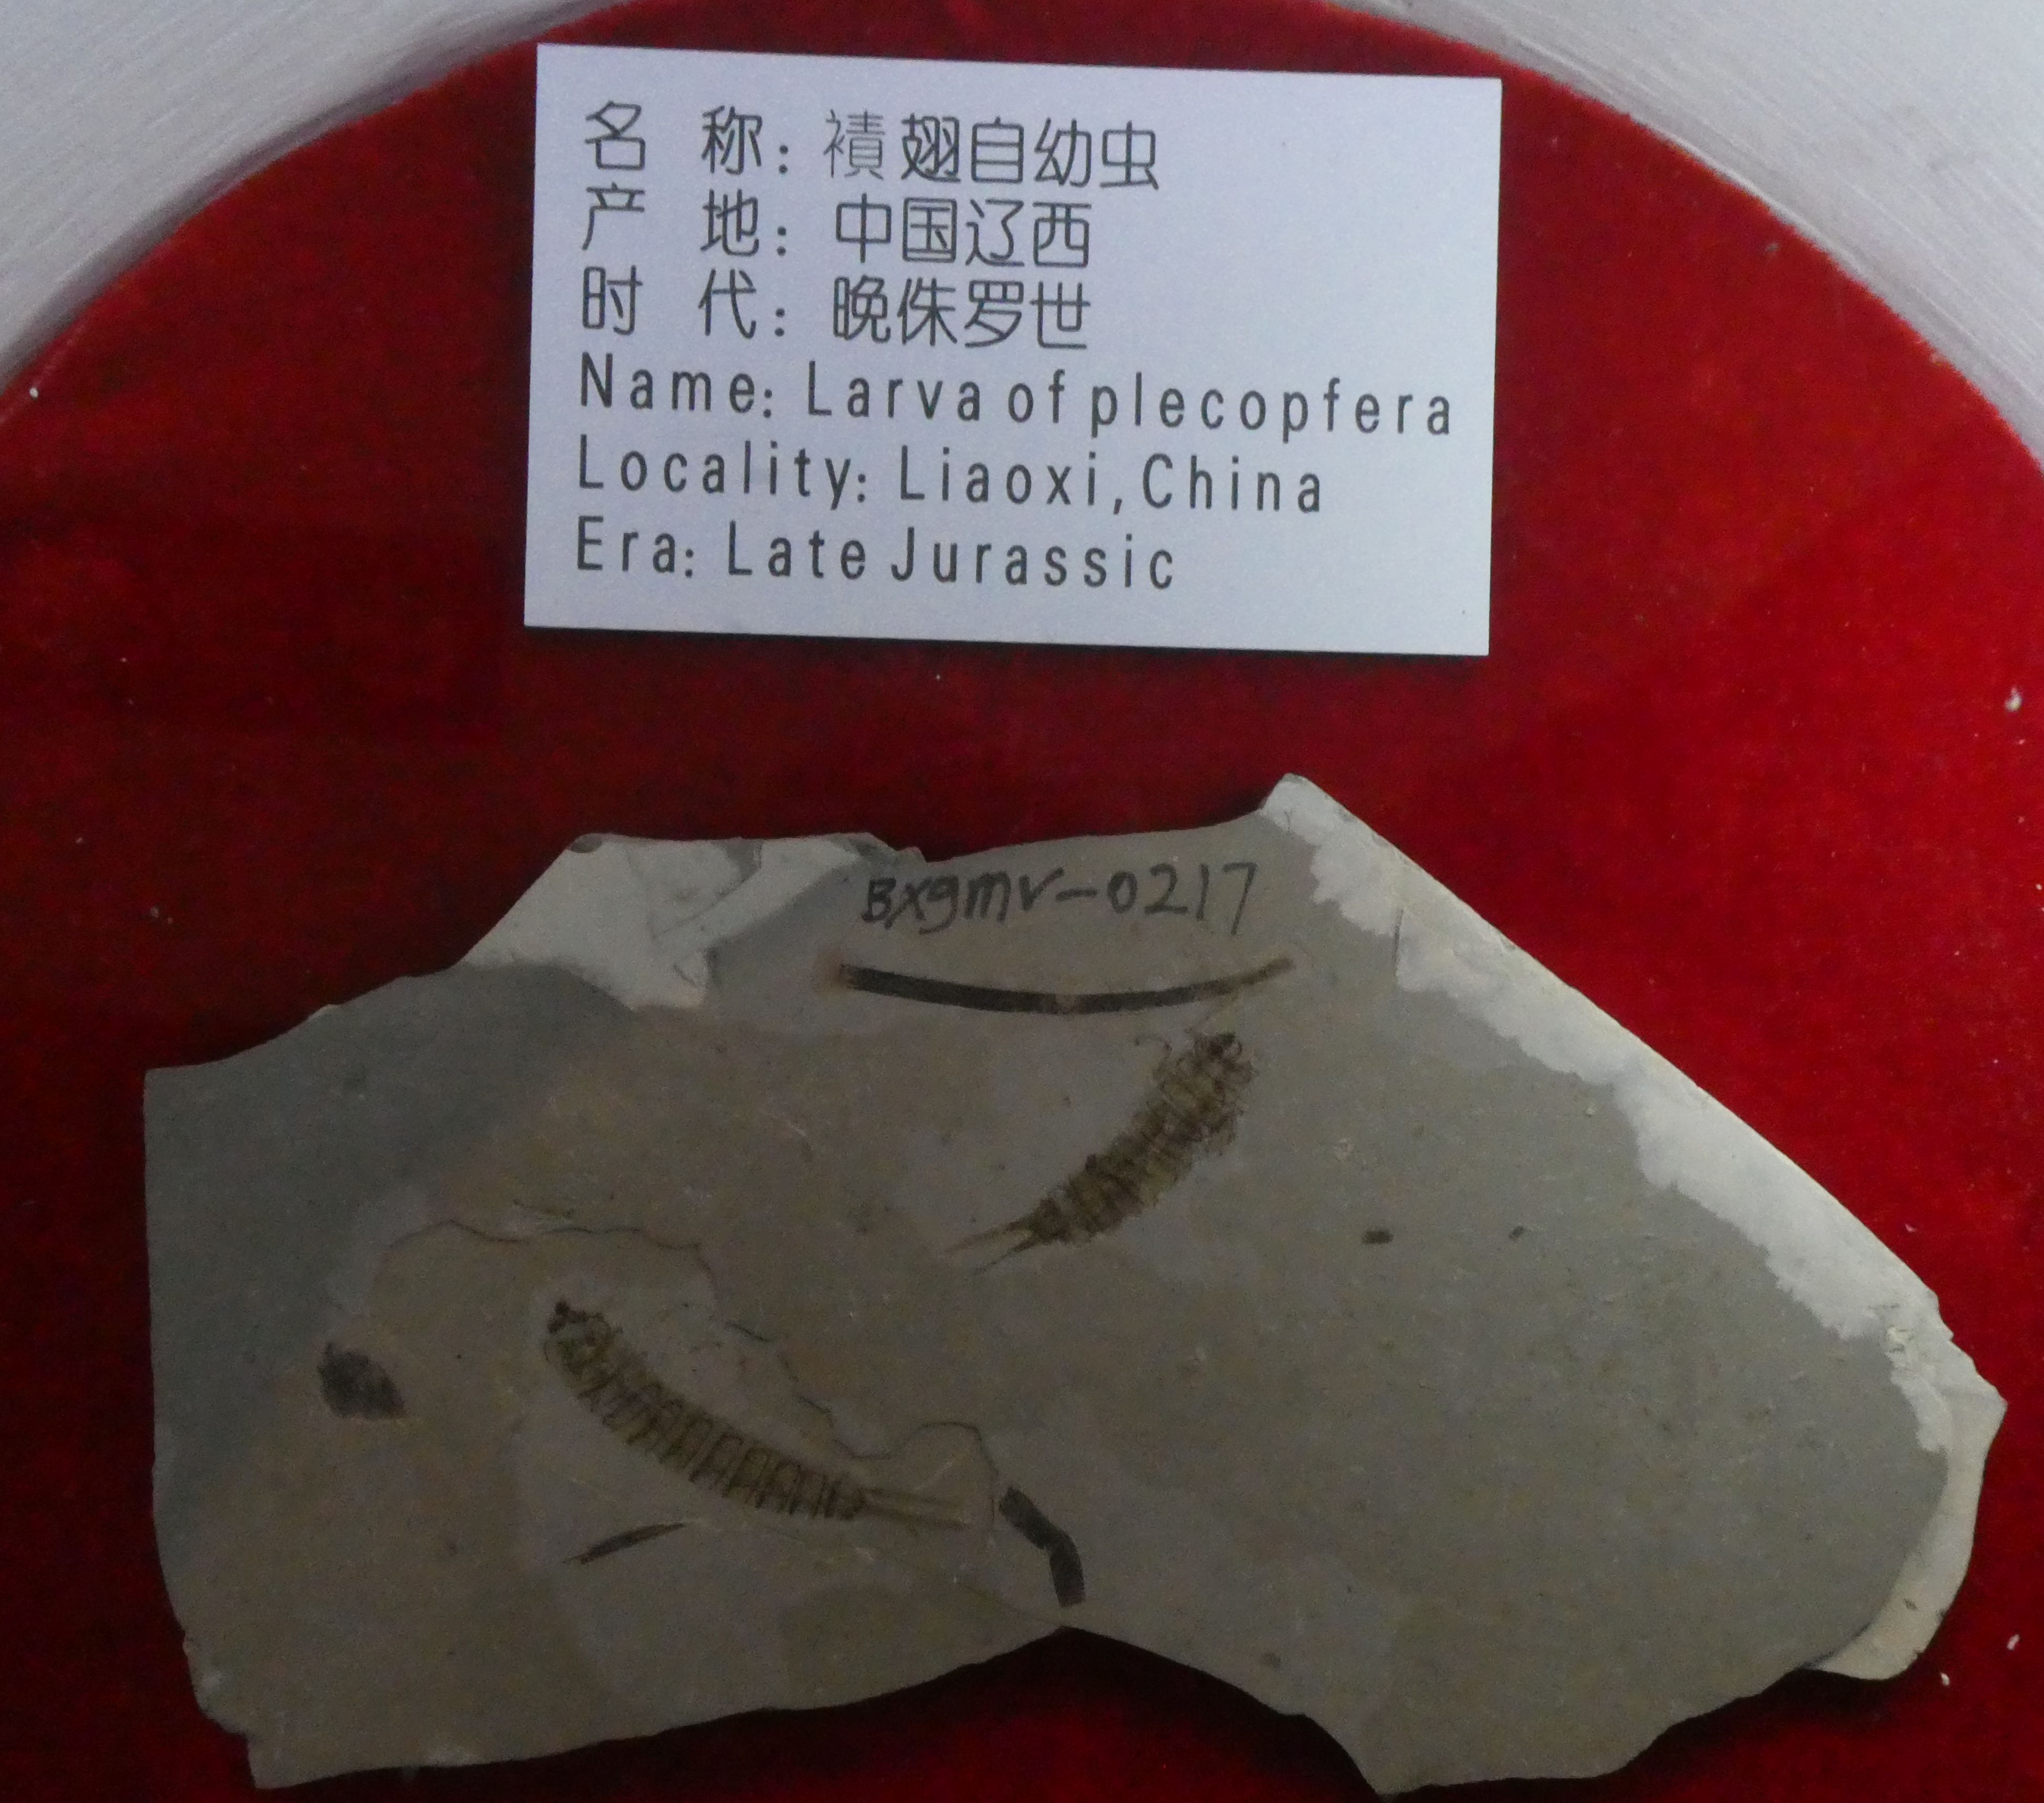 名 称：襀翅自幼虫
产 地：中国辽西
时 代：晚侏罗世
Name: Larva of plecopfera
Locality: Liaoxi,China
Era: Late Jurassic
Bxgmv-0217